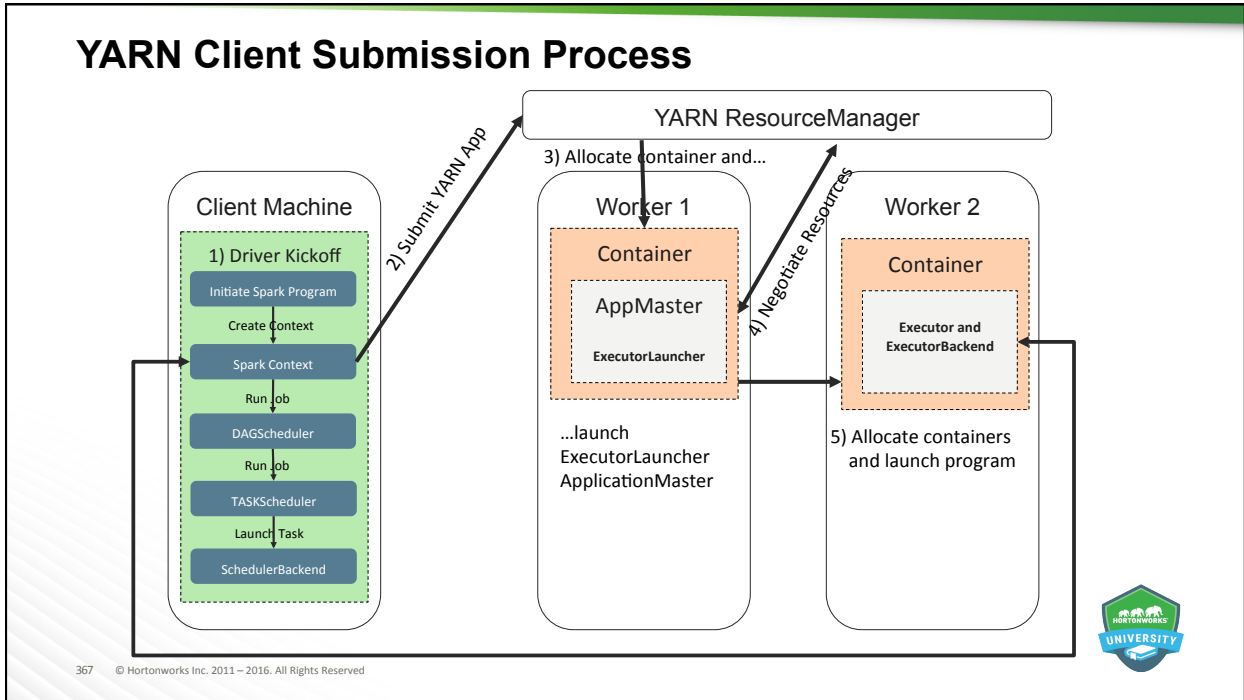 YARN Client Submission Process
YARN ResourceManager
2) Submit YARN App
3) Allocate container and…
4) Negotiate Resources
Client Machine
1) Driver Kickoff
Initiate Spark Program
Create Context
Spark Context
Run Job
DAGScheduler
Run Job
TASKScheduler
Launch Task
SchedulerBackend
Worker 1
Container
AppMaster
ExecutorLauncher
…launch
ExecutorLauncher
ApplicationMaster
Worker 2
Container
Executor and
ExecutorBackend
5) Allocate containers
and launch program
HORTONWORKS
UNIVERSITY
367 © Hortonworks Inc. 2011 – 2016. All Rights Reserved